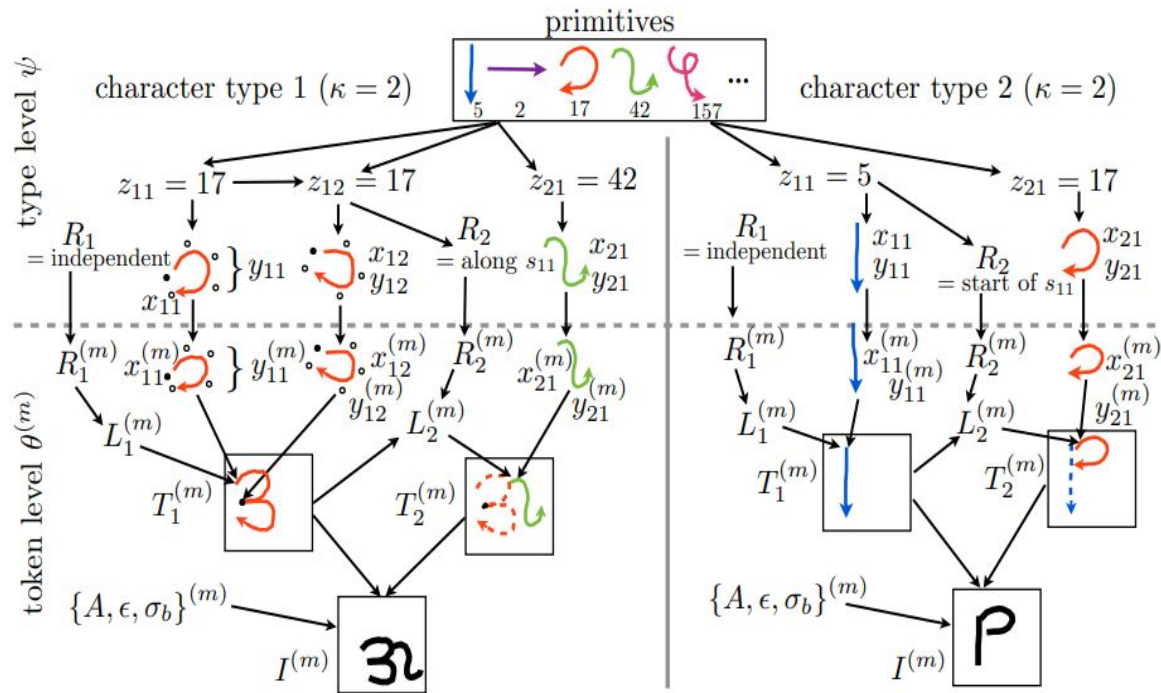 primitives
character type 1 (κ = 2)
character type 2 (κ = 2)
5 2 17 42 157 ...
type level ψ
z₁₁ = 17
z₁₂ = 17
z₂₁ = 42
z₁₁ = 5
z₂₁ = 17
R₁
= independent
x₁₁
} y₁₁
x₁₂
y₁₂
R₂
= along s₁₁
x₂₁
y₂₁
R₁
= independent
x₁₁
y₁₁
R₂
= start of s₁₁
x₂₁
y₂₁
token level θ⁽ᵐ⁾
R₁⁽ᵐ⁾
x₁₁⁽ᵐ⁾
} y₁₁⁽ᵐ⁾
x₁₂⁽ᵐ⁾
y₁₂⁽ᵐ⁾
R₂⁽ᵐ⁾
x₂₁⁽ᵐ⁾
y₂₁⁽ᵐ⁾
L₁⁽ᵐ⁾
L₂⁽ᵐ⁾
T₁⁽ᵐ⁾
T₂⁽ᵐ⁾
{A, ϵ, σ_b}⁽ᵐ⁾
I⁽ᵐ⁾
R₁⁽ᵐ⁾
x₁₁⁽ᵐ⁾
y₁₁⁽ᵐ⁾
R₂⁽ᵐ⁾
x₂₁⁽ᵐ⁾
y₂₁⁽ᵐ⁾
L₁⁽ᵐ⁾
L₂⁽ᵐ⁾
T₁⁽ᵐ⁾
T₂⁽ᵐ⁾
{A, ϵ, σ_b}⁽ᵐ⁾
I⁽ᵐ⁾